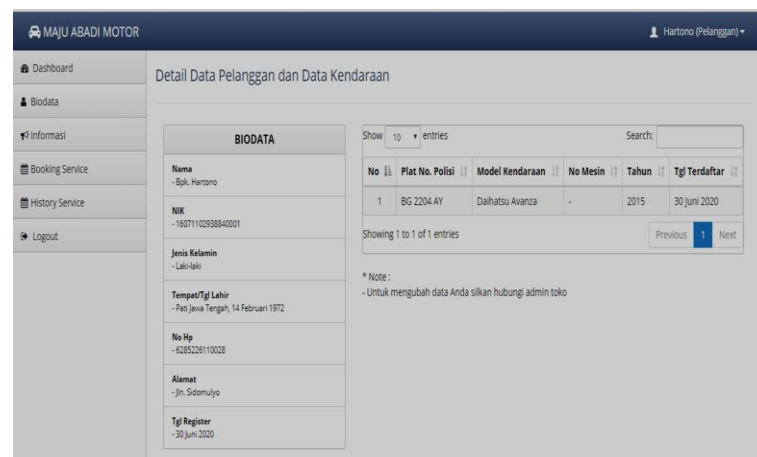 MAJU ABADI MOTOR
Hartono (Pelanggan)
Dashboard
Biodata
Informasi
Booking Service
History Service
Logout
Detail Data Pelanggan dan Data Kendaraan
BIODATA
Nama
- Bpk. Hartono
NIK
- 16071102938840001
Jenis Kelamin
- Laki-laki
Tempat/Tgl Lahir
- Pati Jawa Tengah, 14 Februari 1972
No Hp
- 6285226110028
Alamat
- Jln. Sidomulyo
Tgl Register
- 30 Juni 2020
Show 10 entries Search:
No Plat No. Polisi Model Kendaraan No Mesin Tahun Tgl Terdaftar
1 BG 2204 AY Daihatsu Avanza - 2015 30 Juni 2020
Showing 1 to 1 of 1 entries Previous 1 Next
* Note :
- Untuk mengubah data Anda silkan hubungi admin toko